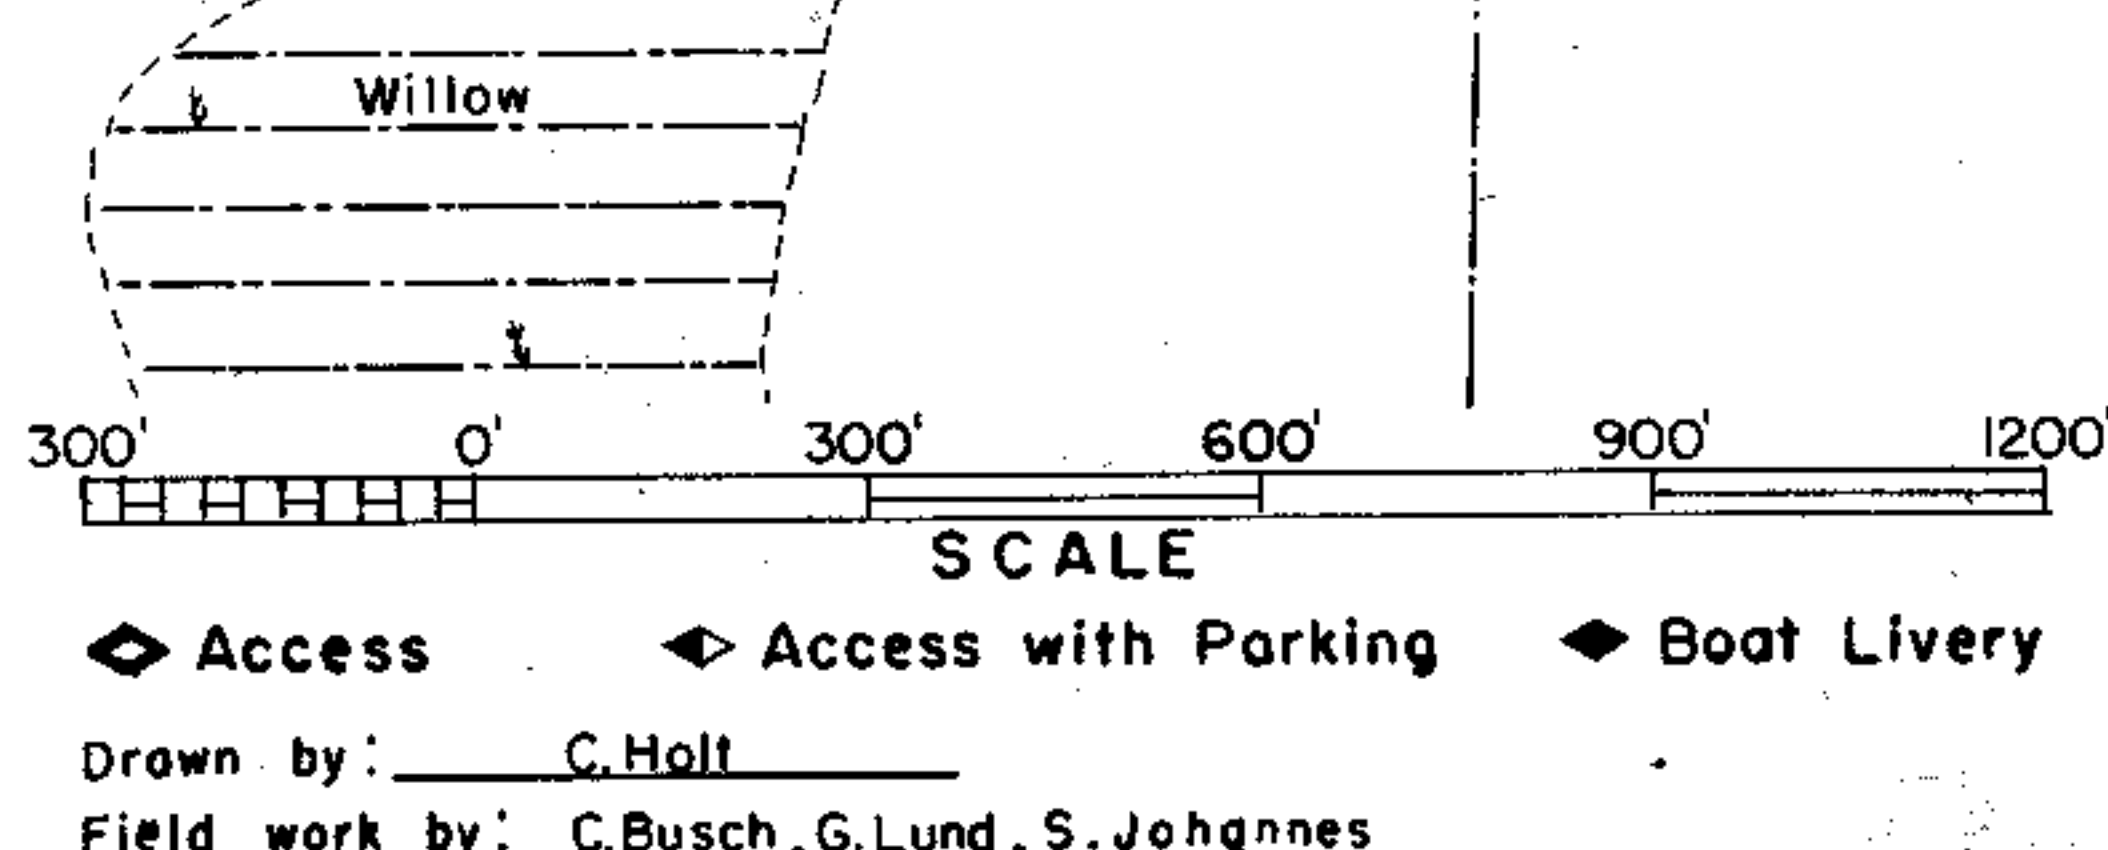 Willow
300' 0' 300' 600' 900' 1200'
SCALE
Access Access with Parking Boat Livery
Drawn by: C. Holt
Field work by: C. Busch, G. Lund, S. Johannes